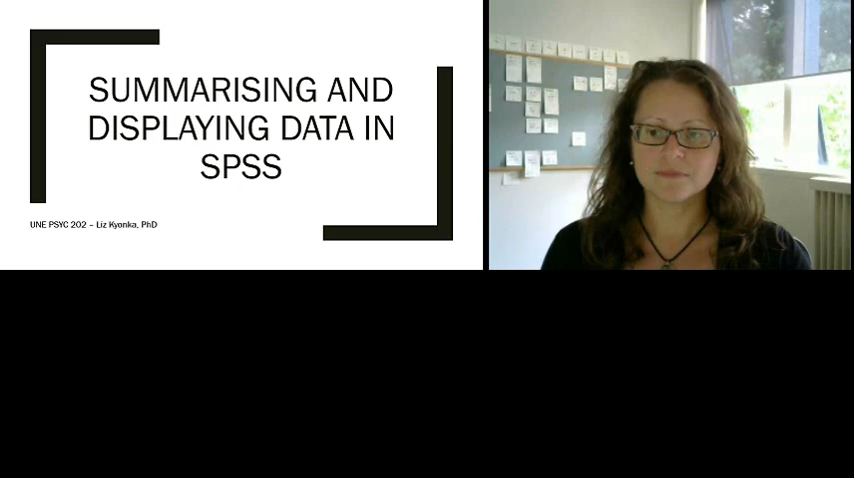 SUMMARISING AND
DISPLAYING DATA IN
SPSS
UNE PSYC 202 – Liz Kyonka, PhD